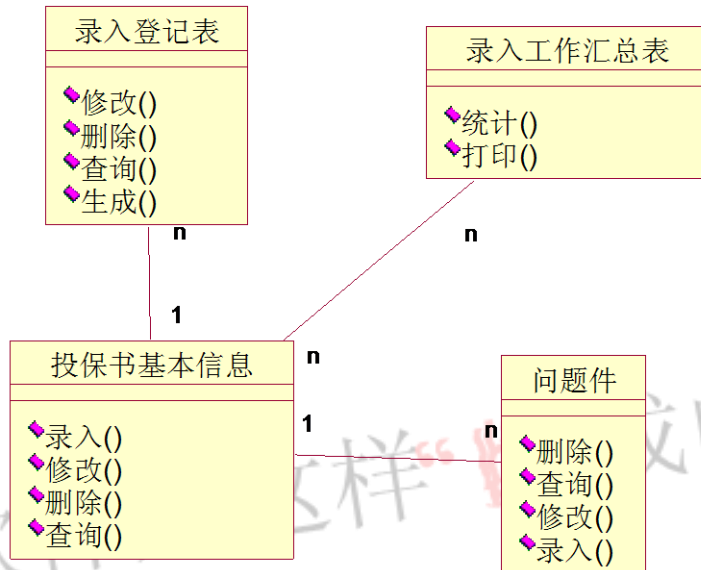 录入登记表
修改()
删除()
查询()
生成()
录入工作汇总表
统计()
打印()
n
n
1
n
投保书基本信息
录入()
修改()
删除()
查询()
1
n
问题件
删除()
查询()
修改()
录入()
这样“